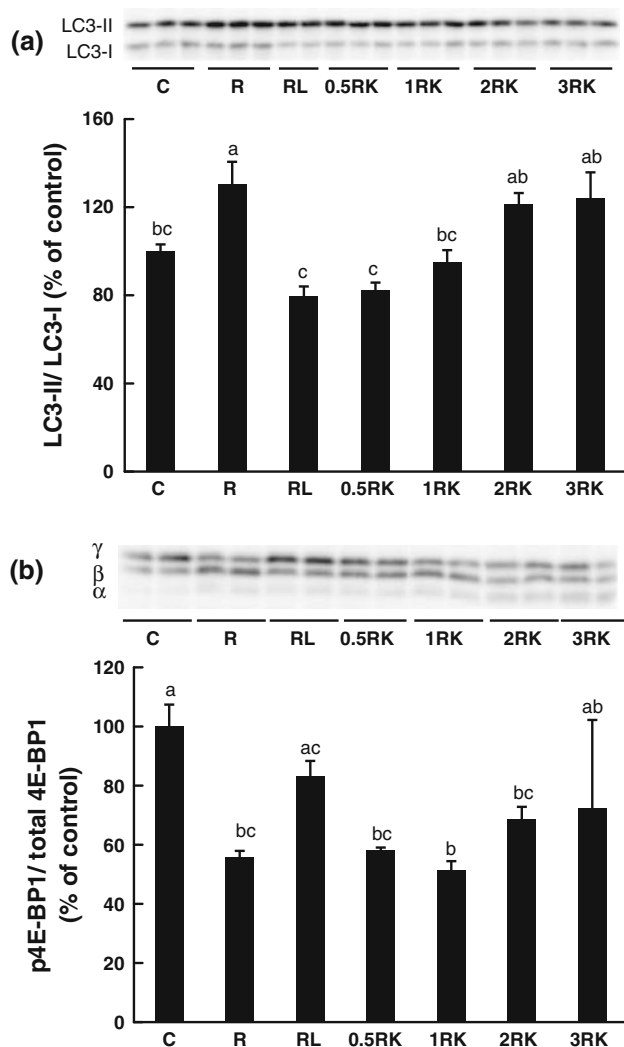 (a)
LC3-II
LC3-I
C R RL 0.5RK 1RK 2RK 3RK
LC3-II/ LC3-I (% of control)
160
120
80
40
0
bc a c c bc ab ab
C R RL 0.5RK 1RK 2RK 3RK
(b)
γ
β
α
C R RL 0.5RK 1RK 2RK 3RK
p4E-BP1/ total 4E-BP1
(% of control)
120
100
80
60
40
20
0
a bc ac bc b bc ab
C R RL 0.5RK 1RK 2RK 3RK